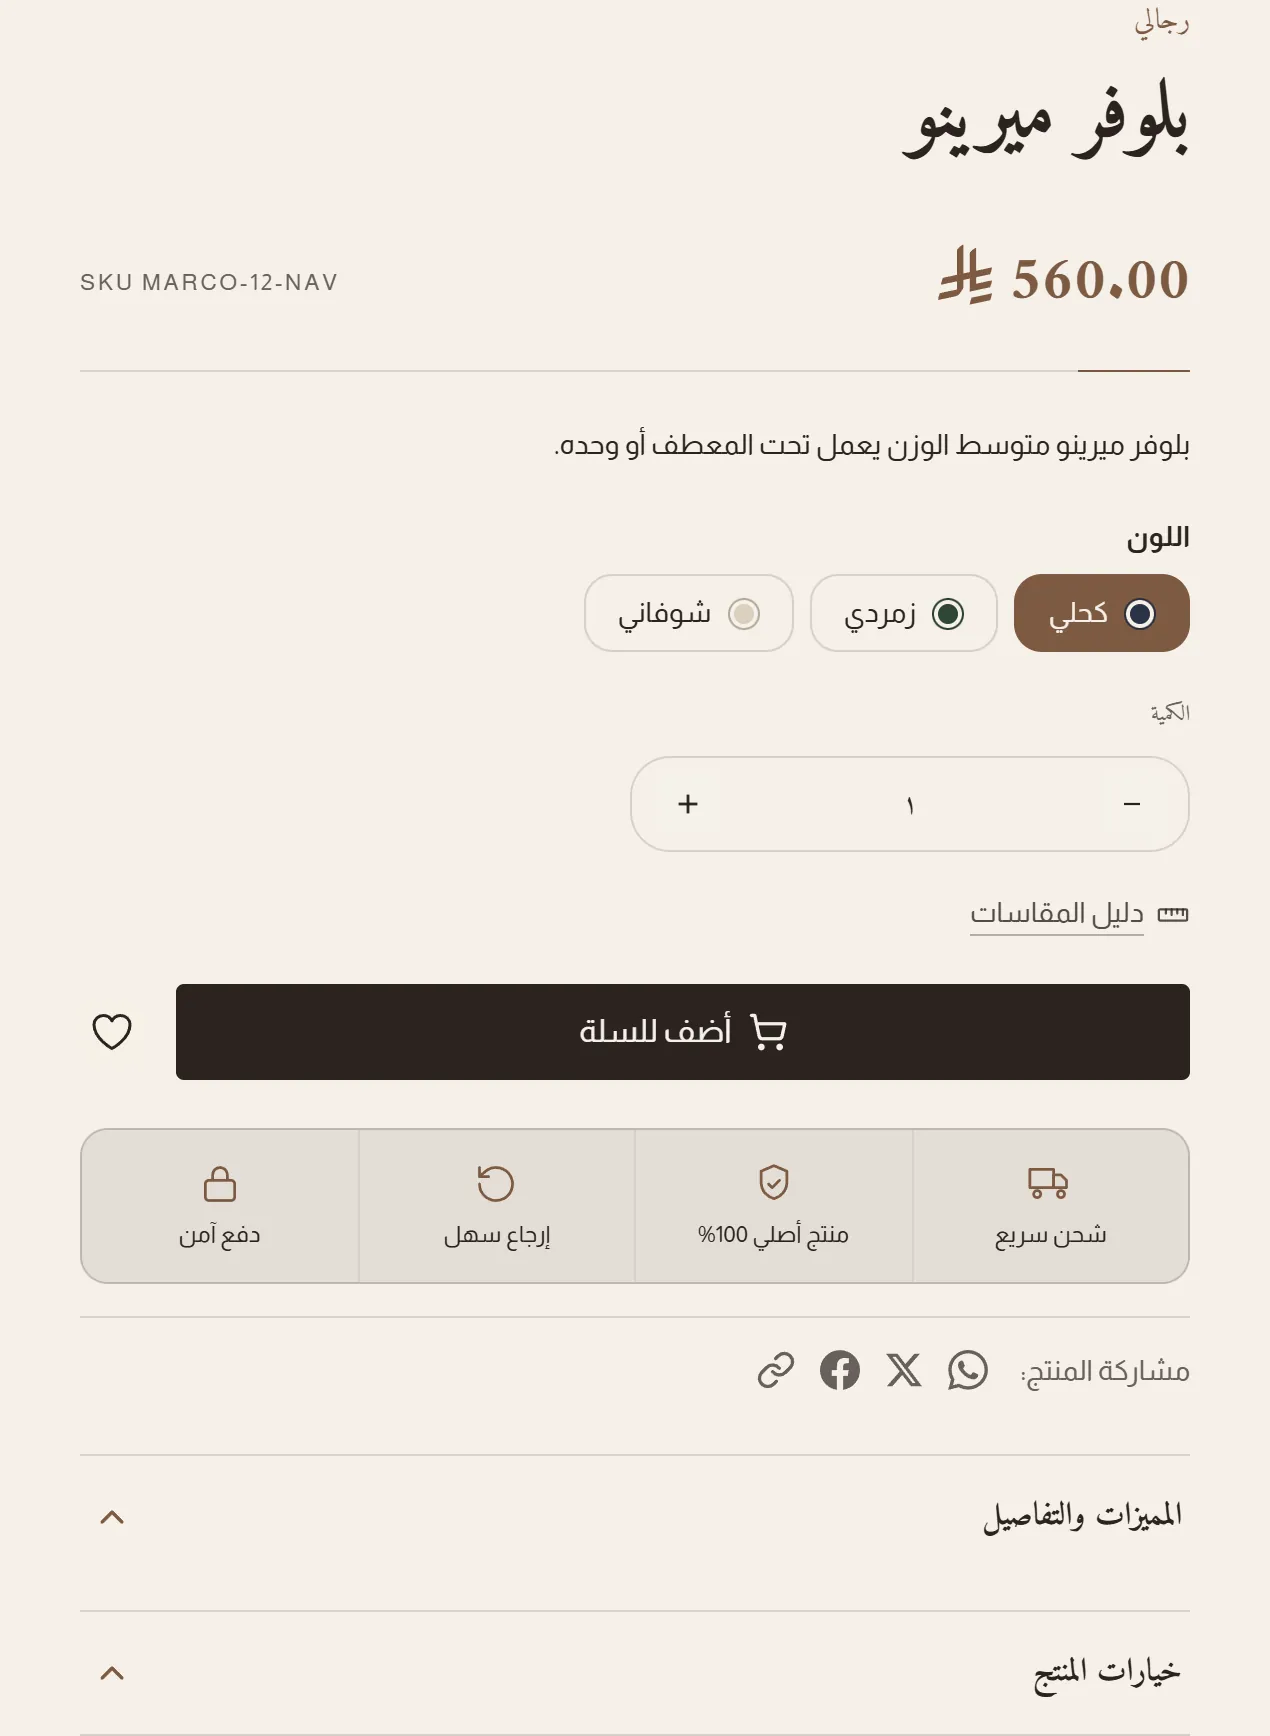 رجالي
بلوفر ميرينو
560.00 ⃁
SKU MARCO-12-NAV
بلوفر ميرينو متوسط الوزن يعمل تحت المعطف أو وحده.
اللون
كحلي
زمردي
شوفاني
الكمية
− ١ +
دليل المقاسات
أضف للسلة
شحن سريع
منتج أصلي 100%
إرجاع سهل
دفع آمن
مشاركة المنتج:
المميزات والتفاصيل
خيارات المنتج